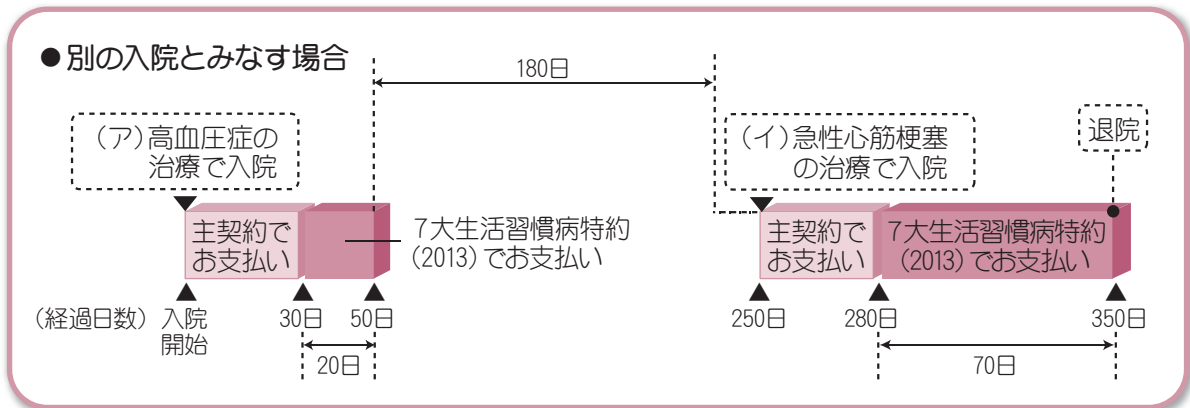 ●別の入院とみなす場合
180日
(ア)高血圧症の
治療で入院
(イ)急性心筋梗塞
の治療で入院
退院
主契約で
お支払い
7大生活習慣病特約
(2013)でお支払い
主契約で
お支払い
7大生活習慣病特約
(2013)でお支払い
(経過日数)
入院
開始
30日
50日
250日
280日
350日
20日
70日